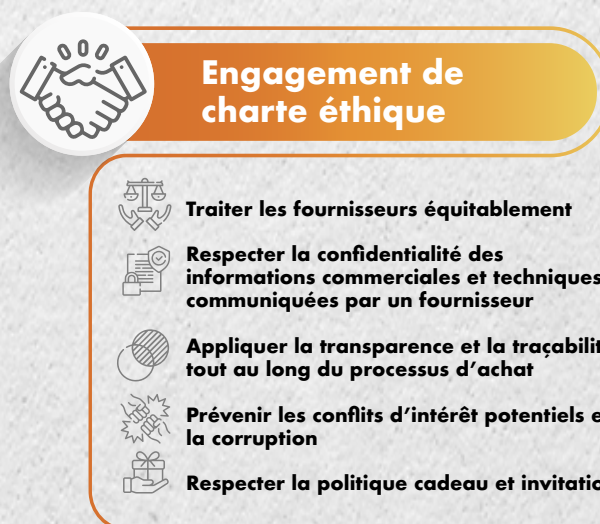 Engagement de
charte éthique
Traiter les fournisseurs équitablement
Respecter la confidentialité des
informations commerciales et techniques
communiquées par un fournisseur
Appliquer la transparence et la traçabilit
tout au long du processus d'achat
Prévenir les conflits d'intérêt potentiels e
la corruption
Respecter la politique cadeau et invitatio